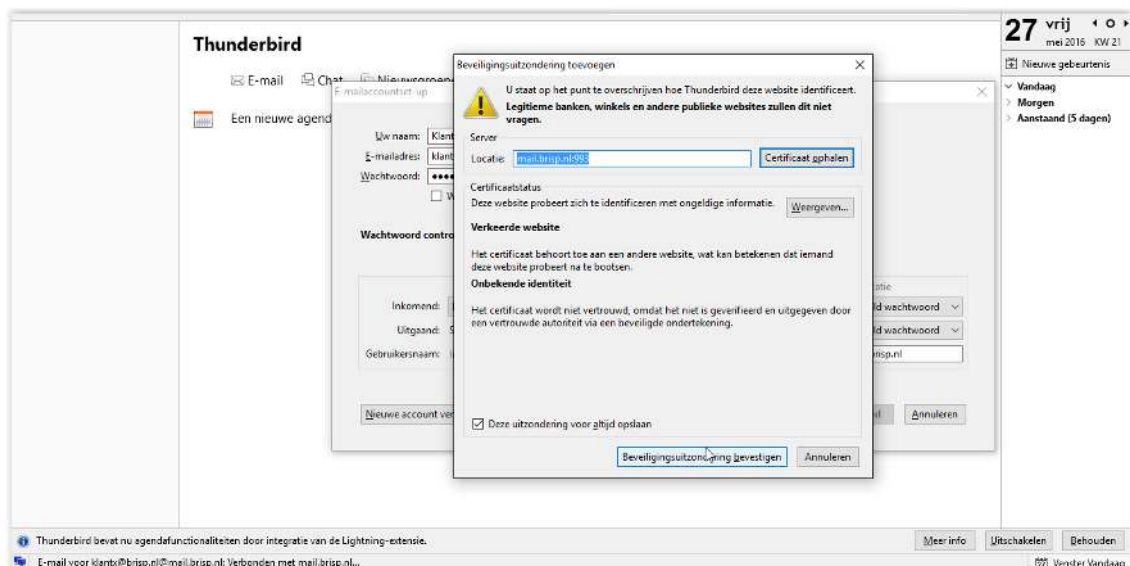 Thunderbird
E-mail
Chat
Nieuwsgroepen
Een nieuwe agend
E-mailaccountset-up
Uw naam: Klant
E-mailadres: klant
Wachtwoord:
Wachtwoord contro
Inkomend:
Uitgaand:
Gebruikersnaam:
Nieuwe account ver
Beveiligingsuitzondering toevoegen
U staat op het punt te overschrijven hoe Thunderbird deze website identificeert.
Legitieme banken, winkels en andere publieke websites zullen dit niet
vragen.
Server
Locatie: mail.brisp.nl:993 Certificaat ophalen
Certificaatstatus
Deze website probeert zich te identificeren met ongeldige informatie. Weergeven...
Verkeerde website
Het certificaat behoort toe aan een andere website, wat kan betekenen dat iemand
deze website probeert na te bootsen.
Onbekende identiteit
Het certificaat wordt niet vertrouwd, omdat het niet is geverifieerd en uitgegeven door
een vertrouwde autoriteit via een beveiligde ondertekening.
Deze uitzondering voor altijd opslaan
Beveiligingsuitzondering bevestigen Annuleren
ld wachtwoord
ld wachtwoord
risp.nl
Annuleren
27 vrij
mei 2016 KW 21
Nieuwe gebeurtenis
Vandaag
Morgen
Aanstaand (5 dagen)
Thunderbird bevat nu agendafunctionaliteiten door integratie van de Lightning-extensie. Meer info Uitschakelen Behouden
E-mail voor klantx@brisp.nl@mail.brisp.nl: Verbonden met mail.brisp.nl... Venster Vandaag